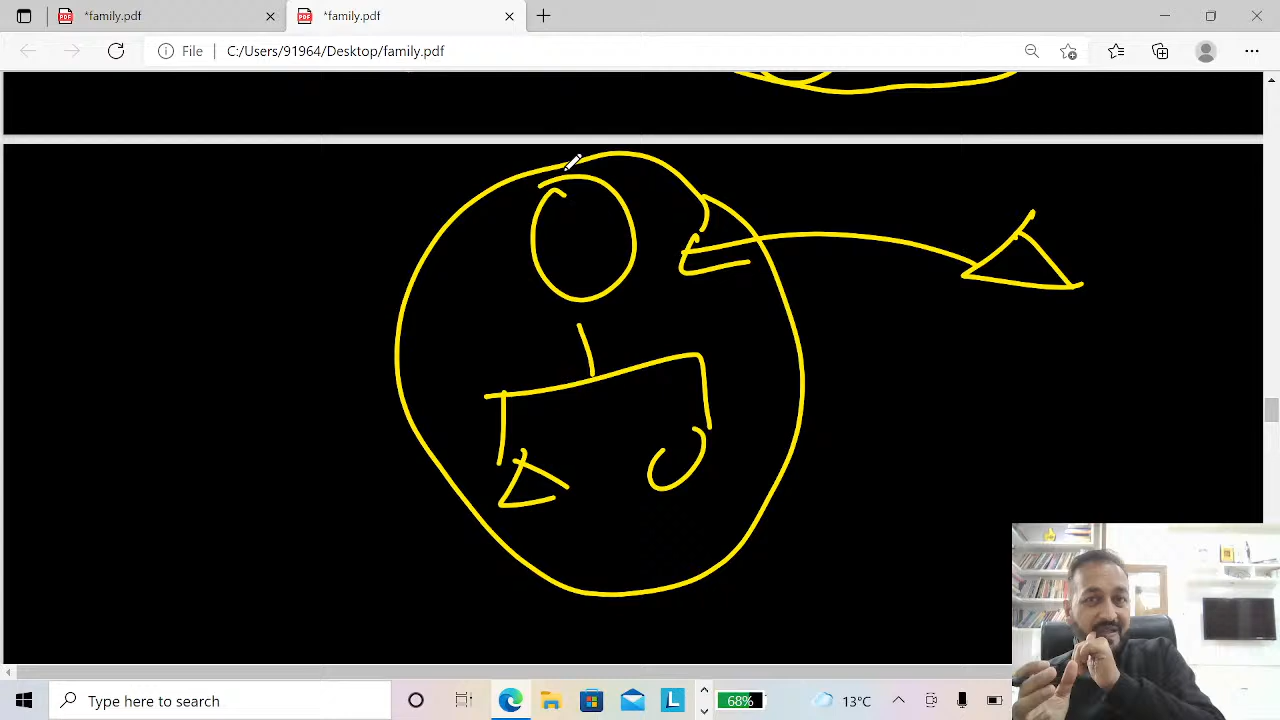 *family.pdf
*family.pdf
File C:/Users/91964/Desktop/family.pdf
Type here to search
68%
13°C